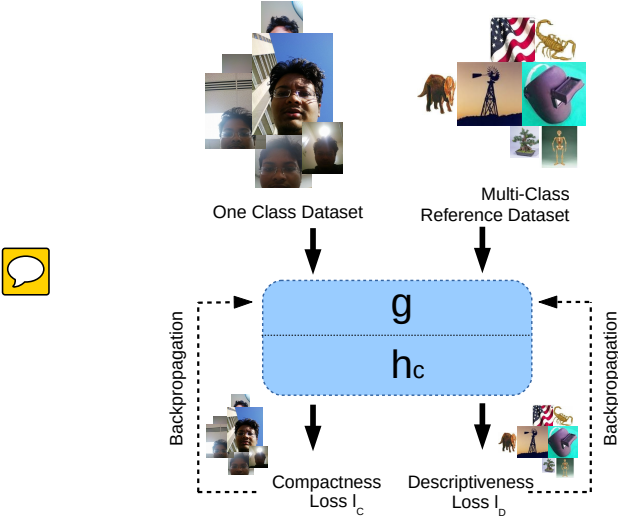 One Class Dataset
Multi-Class
Reference Dataset
g
hc
Backpropagation
Backpropagation
Compactness
Loss lC
Descriptiveness
Loss lD